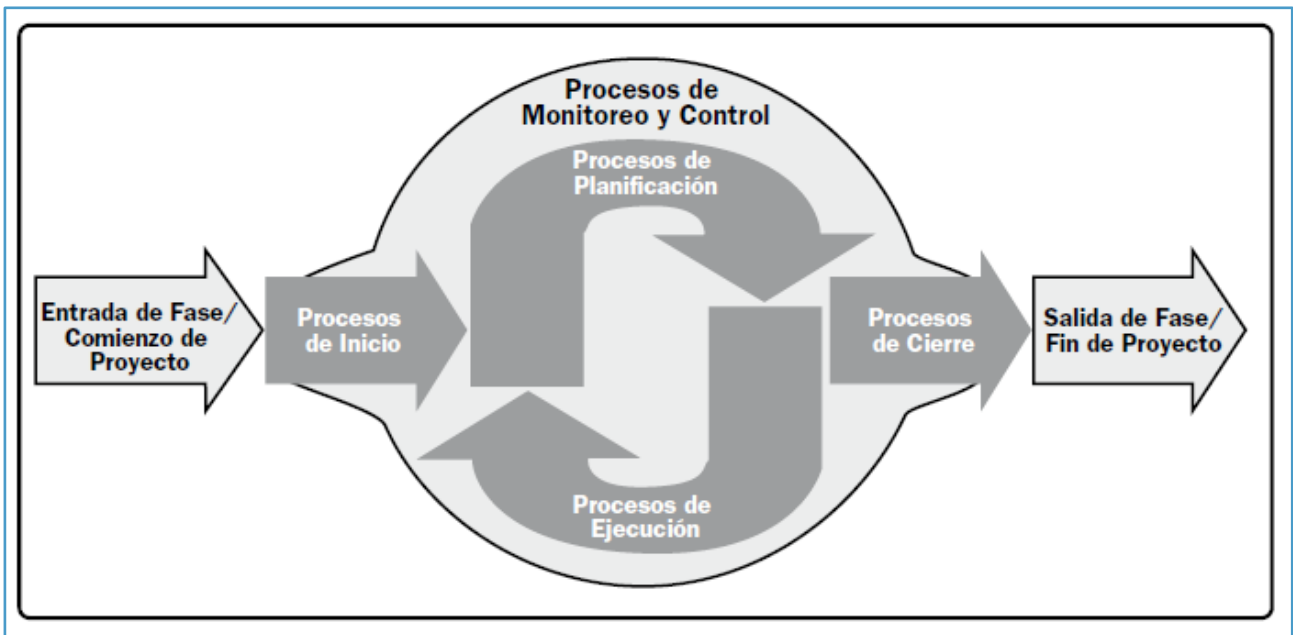 Procesos de
Monitoreo y Control
Procesos de
Planificación
Entrada de Fase/
Comienzo de
Proyecto
Procesos
de Inicio
Procesos
de Cierre
Salida de Fase/
Fin de Proyecto
Procesos de
Ejecución